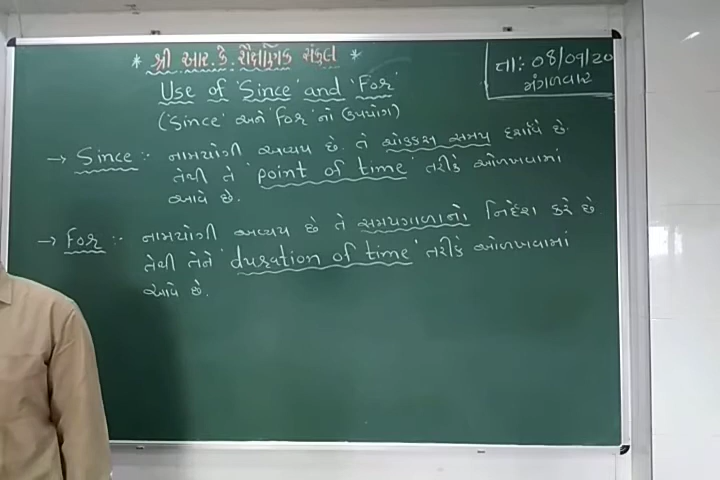 * શ્રી આર. કે. શૈક્ષણિક સંકુલ *
તા: 08/09/20
મંગળવાર
Use of 'Since' and 'For'
('Since' અને 'For' નો ઉપયોગ)
→ Since :- નામયોગી અવ્યય છે. તે ચોક્કસ સમય દર્શાવે છે.
તેથી તે 'point of time' તરીકે ઓળખવામાં
આવે છે.
→ For :- નામયોગી અવ્યય છે તે સમયગાળાનો નિર્દેશ કરે છે.
તેથી તેને 'duration of time' તરીકે ઓળખવામાં
આવે છે.